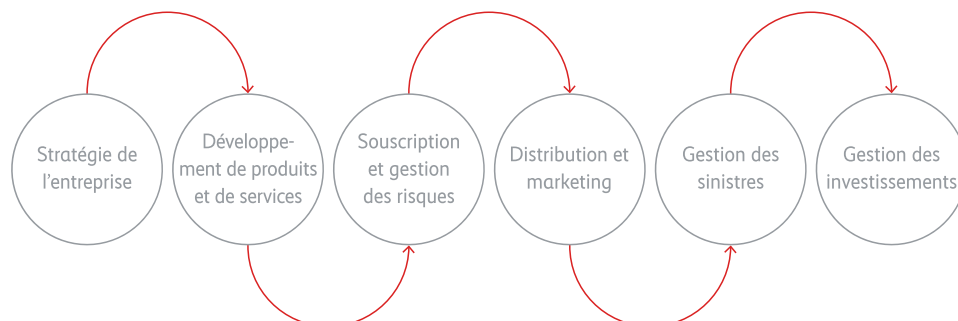 Stratégie de
l'entreprise
Développe-
ment de produits
et de services
Souscription
et gestion
des risques
Distribution et
marketing
Gestion des
sinistres
Gestion des
investissements